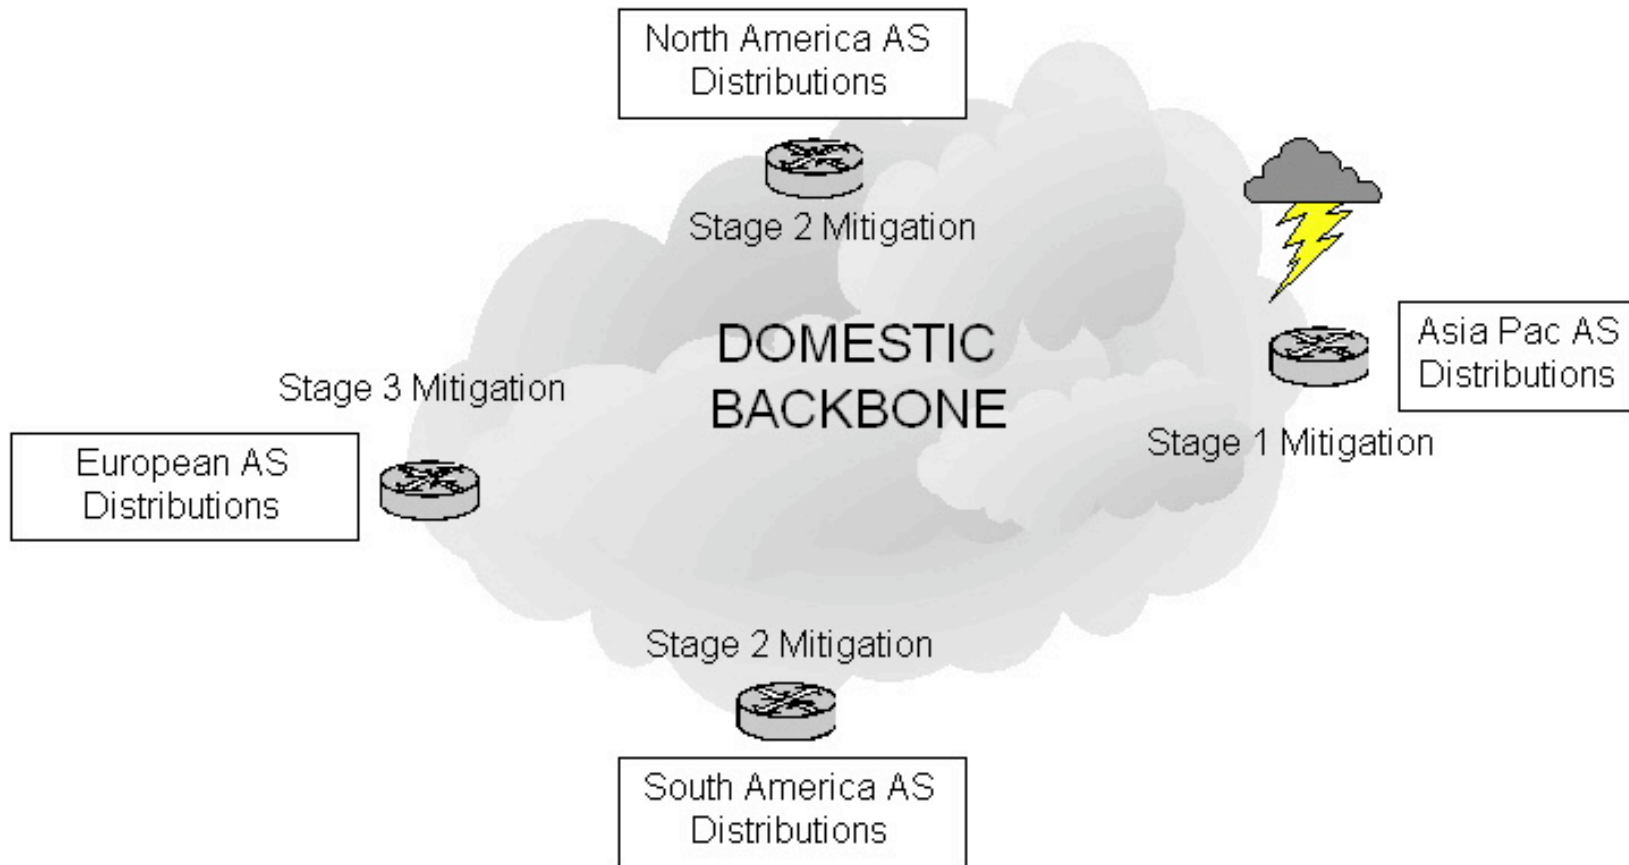 North America AS
Distributions
Stage 2 Mitigation
DOMESTIC
BACKBONE
Asia Pac AS
Distributions
Stage 3 Mitigation
Stage 1 Mitigation
European AS
Distributions
Stage 2 Mitigation
South America AS
Distributions